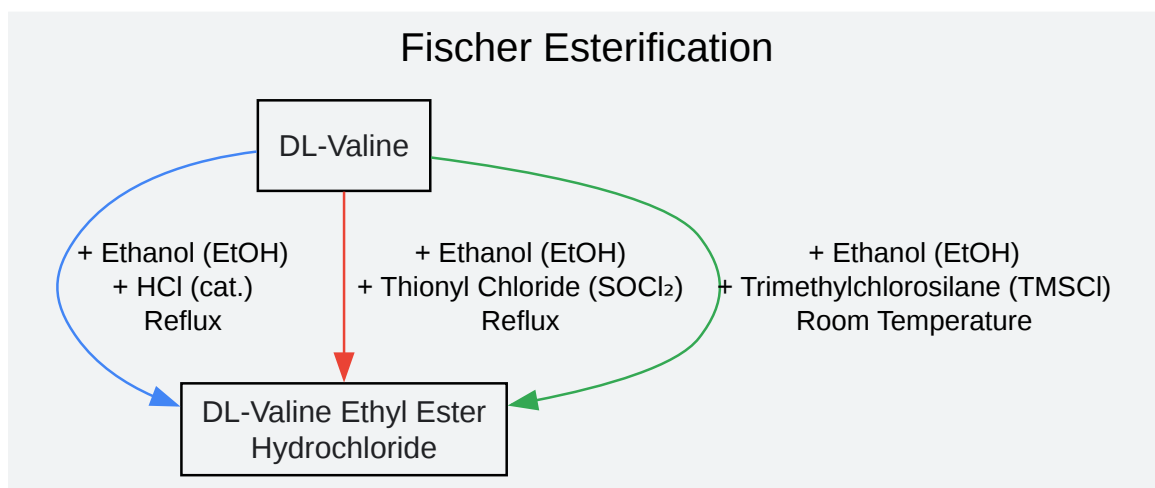 Fischer Esterification
DL-Valine
+ Ethanol (EtOH)
+ HCl (cat.)
Reflux
+ Ethanol (EtOH)
+ Thionyl Chloride (SOCl₂)
Reflux
+ Ethanol (EtOH)
+ Trimethylchlorosilane (TMSCl)
Room Temperature
DL-Valine Ethyl Ester
Hydrochloride